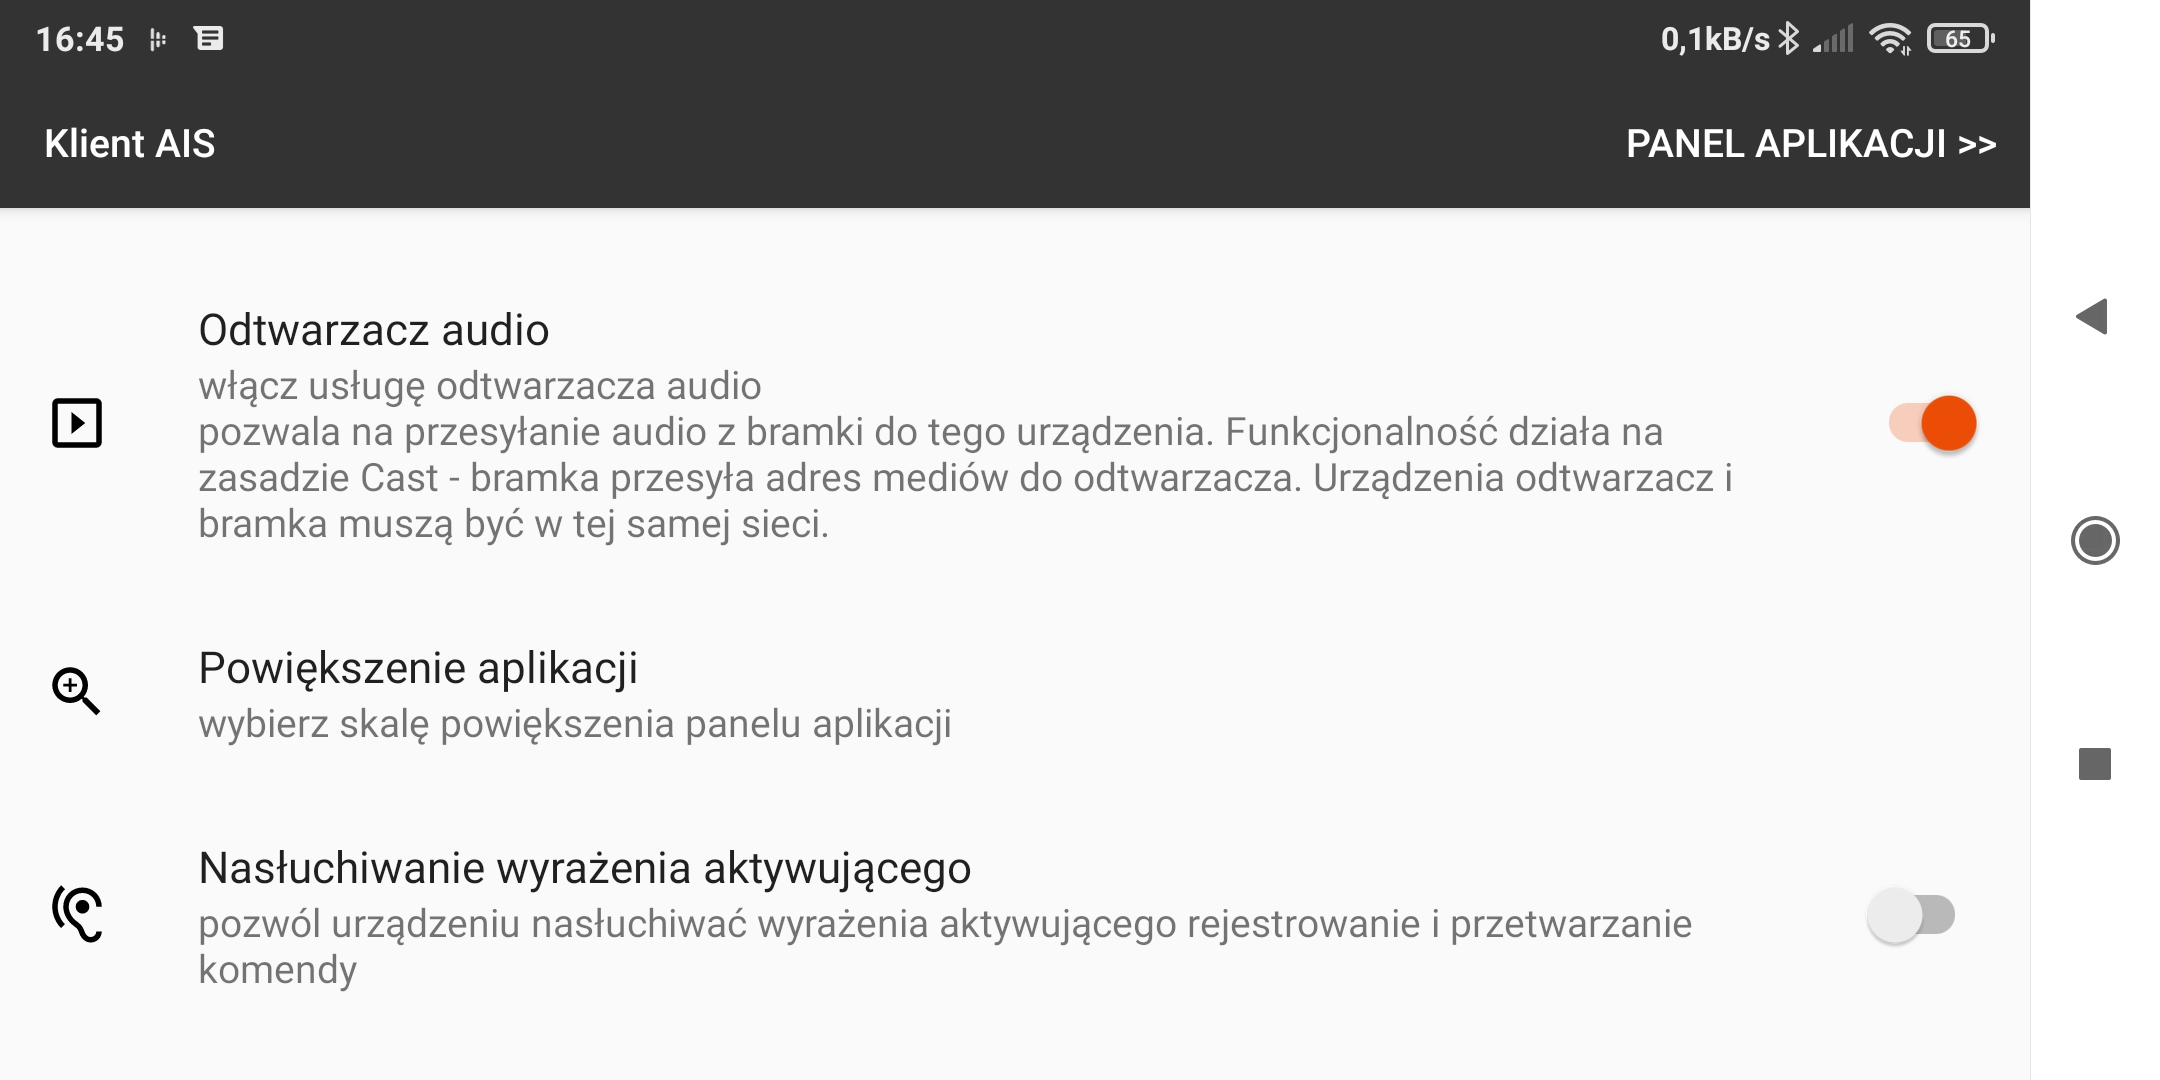 16:45
0,1kB/s
65
Klient AIS
PANEL APLIKACJI >>
Odtwarzacz audio
włącz usługę odtwarzacza audio
pozwala na przesyłanie audio z bramki do tego urządzenia. Funkcjonalność działa na
zasadzie Cast - bramka przesyła adres mediów do odtwarzacza. Urządzenia odtwarzacz i
bramka muszą być w tej samej sieci.
Powiększenie aplikacji
wybierz skalę powiększenia panelu aplikacji
Nasłuchiwanie wyrażenia aktywującego
pozwól urządzeniu nasłuchiwać wyrażenia aktywującego rejestrowanie i przetwarzanie
komendy